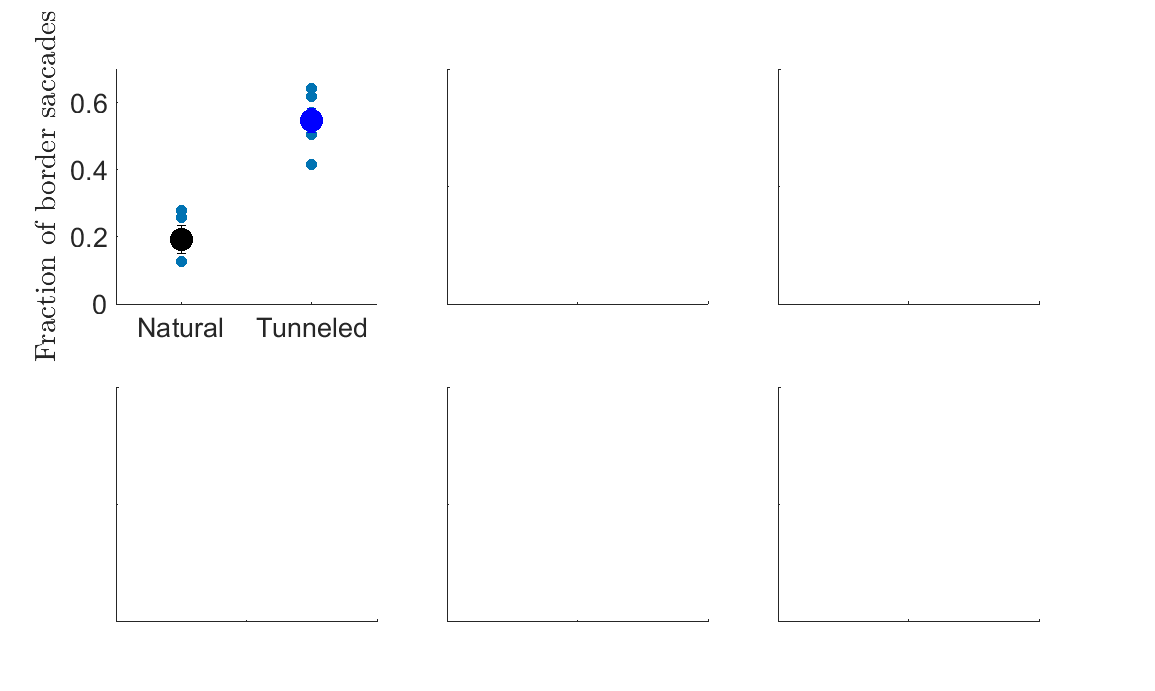 Fraction of border saccades
0.6
0.4
0.2
0
Natural Tunneled